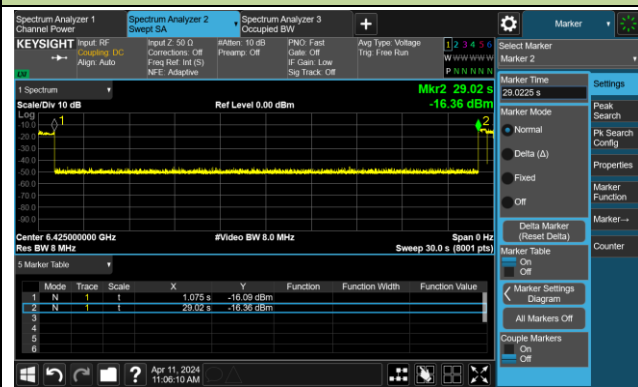 Spectrum Analyzer 1
Channel Power
Spectrum Analyzer 2
Swept SA
Spectrum Analyzer 3
Occupied BW
+
Marker
KEYSIGHT
Input: RF
Coupling: DC
Align: Auto
Input Z: 50 Ω
Corrections: Off
Freq Ref: Int (S)
NFE: Adaptive
#Atten: 10 dB
Preamp: Off
PNO: Fast
Gate: Off
IF Gain: Low
Sig Track: Off
Avg Type: Voltage
Trig: Free Run
1 2 3 4 5 6
W W W W W W
P N N N N N
Select Marker
Marker 2
1 Spectrum
Scale/Div 10 dB
Log
Ref Level 0.00 dBm
Mkr2 29.02 s
-16.36 dBm
1
2
-10.0
-20.0
-30.0
-40.0
-50.0
-60.0
-70.0
-80.0
-90.0
Center 6.425000000 GHz
Res BW 8 MHz
#Video BW 8.0 MHz
Span 0 Hz
Sweep 30.0 s (8001 pts)
5 Marker Table
Mode Trace Scale X Y Function Function Width Function Value
1 N 1 t 1.075 s -16.09 dBm
2 N 1 t 29.02 s -16.36 dBm
3
4
5
6
Marker Time
29.0225 s
Marker Mode
Normal
Delta (Δ)
Fixed
Off
Delta Marker
(Reset Delta)
Marker Table
On
Off
Marker Settings
Diagram
All Markers Off
Couple Markers
On
Off
Settings
Peak
Search
Pk Search
Config
Properties
Marker
Function
Marker→
Counter
?
Apr 11, 2024
11:06:10 AM